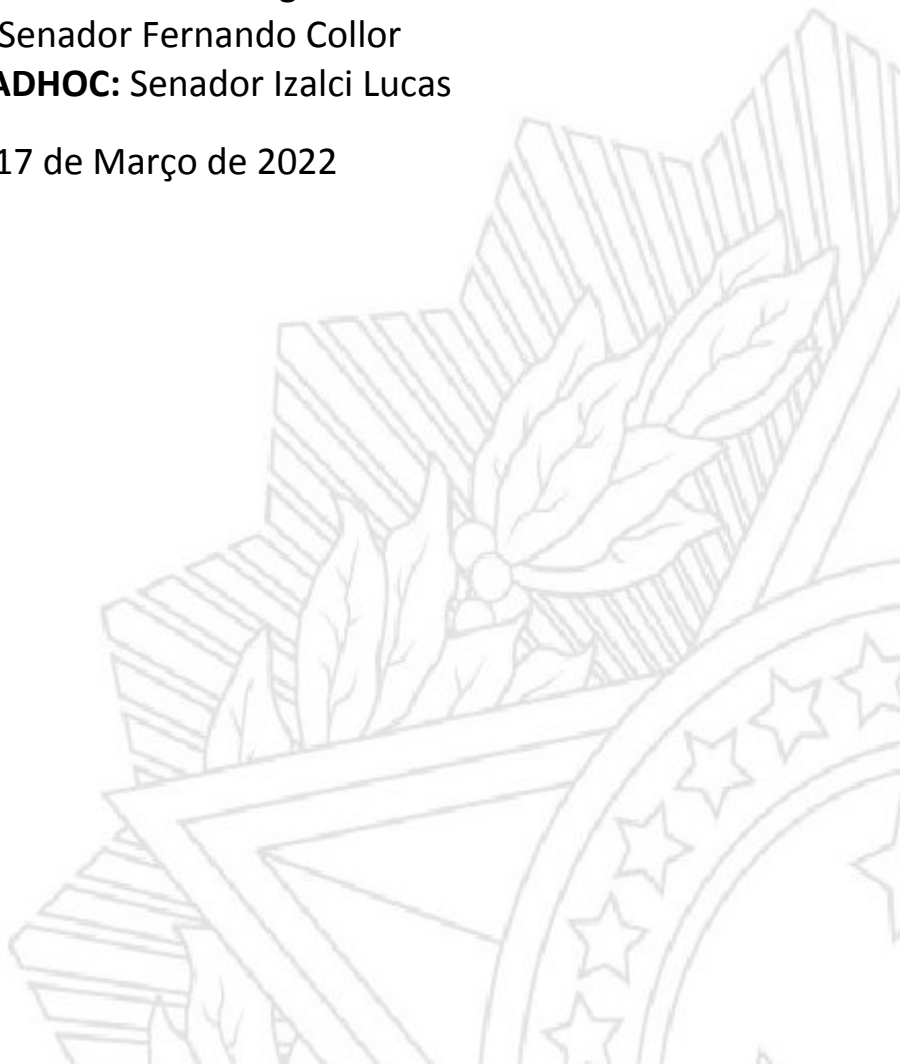 Senador Fernando Collor
ADHOC: Senador Izalci Lucas
17 de Março de 2022